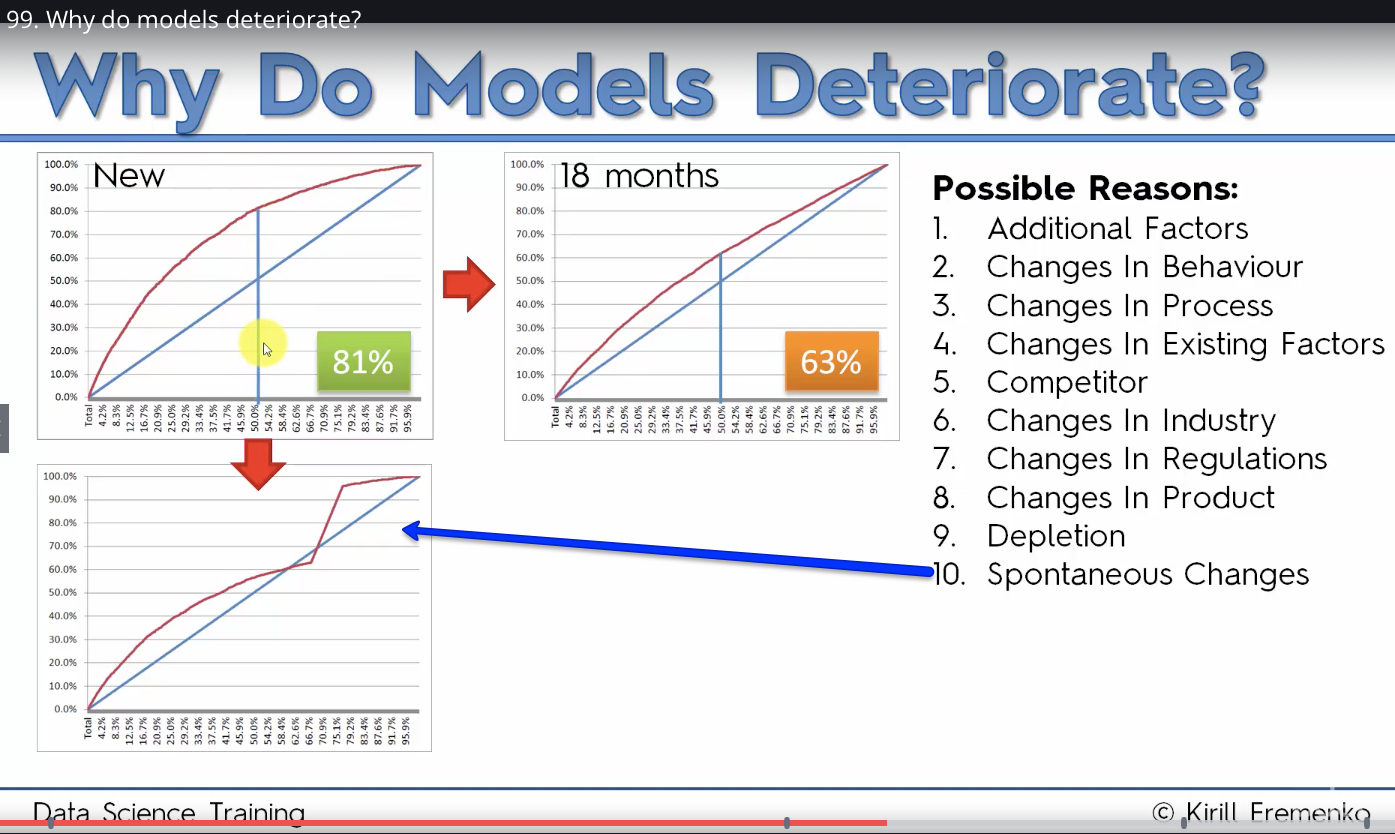 99. Why do models deteriorate?
Why Do Models Deteriorate?
New
100.0%
90.0%
80.0%
70.0%
60.0%
50.0%
40.0%
30.0%
20.0%
10.0%
0.0%
81%
Total 4.2% 8.3% 12.5% 16.7% 20.9% 25.0% 29.2% 33.4% 37.5% 41.7% 45.9% 50.0% 54.2% 58.4% 62.6% 66.7% 70.9% 75.1% 79.2% 83.4% 87.6% 91.7% 95.9%
18 months
100.0%
90.0%
80.0%
70.0%
60.0%
50.0%
40.0%
30.0%
20.0%
10.0%
0.0%
63%
Total 4.2% 8.3% 12.5% 16.7% 20.9% 25.0% 29.2% 33.4% 37.5% 41.7% 45.9% 50.0% 54.2% 58.4% 62.6% 66.7% 70.9% 75.1% 79.2% 83.4% 87.6% 91.7% 95.9%
100.0%
90.0%
80.0%
70.0%
60.0%
50.0%
40.0%
30.0%
20.0%
10.0%
0.0%
Total 4.2% 8.3% 12.5% 16.7% 20.9% 25.0% 29.2% 33.4% 37.5% 41.7% 45.9% 50.0% 54.2% 58.4% 62.6% 66.7% 70.9% 75.1% 79.2% 83.4% 87.6% 91.7% 95.9%
Possible Reasons:
1. Additional Factors
2. Changes In Behaviour
3. Changes In Process
4. Changes In Existing Factors
5. Competitor
6. Changes In Industry
7. Changes In Regulations
8. Changes In Product
9. Depletion
10. Spontaneous Changes
Data Science Training
© Kirill Eremenko